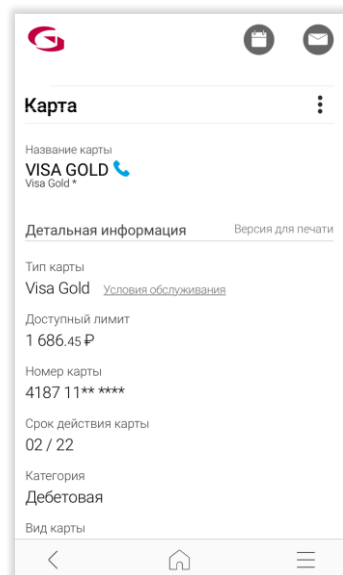 Карта
Название карты
VISA GOLD
Visa Gold *
Детальная информация Версия для печати
Тип карты
Visa Gold Условия обслуживания
Доступный лимит
1 686.45 ₽
Номер карты
4187 11** ****
Срок действия карты
02 / 22
Категория
Дебетовая
Вид карты